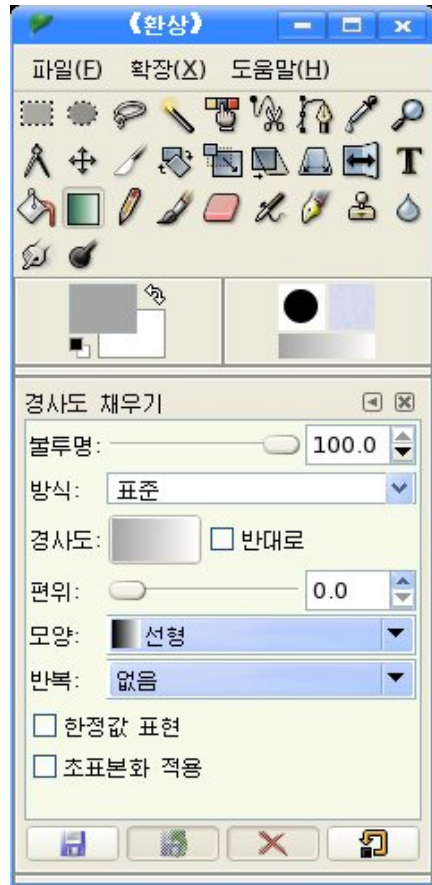 《환상》
파일(F) 확장(X) 도움말(H)
T
경사도 채우기
불투명: 100.0
방식: 표준
경사도: 반대로
편위: 0.0
모양: 선형
반복: 없음
한정값 표현
초표본화 적용